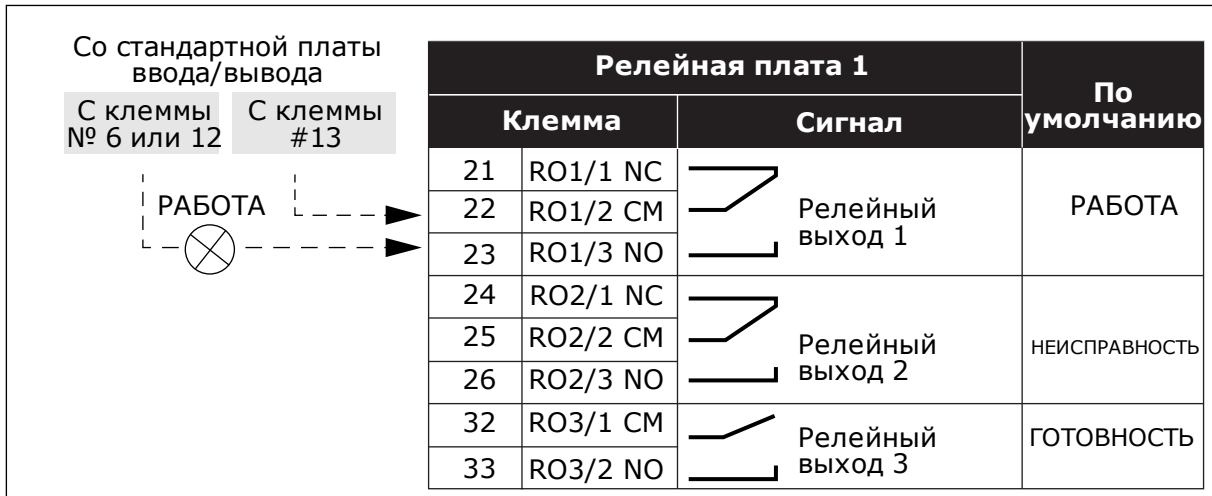 Со стандартной платы
ввода/вывода
С клеммы
№ 6 или 12
С клеммы
#13
РАБОТА
Релейная плата 1
По
умолчанию
Клемма
Сигнал
21
RO1/1 NC
22
RO1/2 CM
23
RO1/3 NO
Релейный
выход 1
РАБОТА
24
RO2/1 NC
25
RO2/2 CM
26
RO2/3 NO
Релейный
выход 2
НЕИСПРАВНОСТЬ
32
RO3/1 CM
33
RO3/2 NO
Релейный
выход 3
ГОТОВНОСТЬ